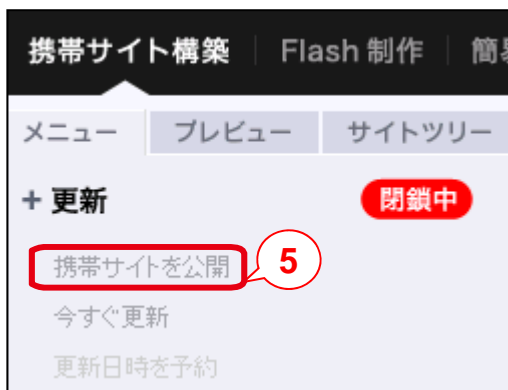 携帯サイト構築 Flash 制作 簡
メニュー プレビュー サイトツリー
+ 更新 閉鎖中
携帯サイトを公開 5
今すぐ更新
更新日時を予約